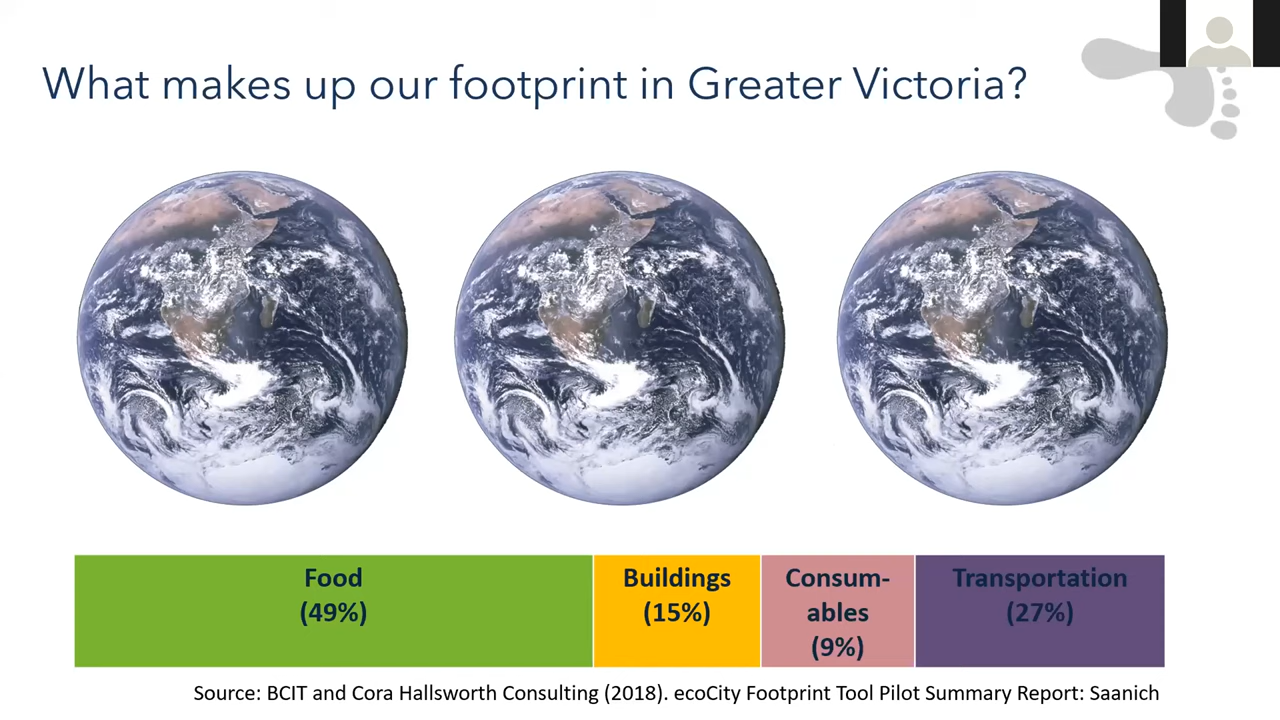 What makes up our footprint in Greater Victoria?
Food
(49%)
Buildings
(15%)
Consum-
ables
(9%)
Transportation
(27%)
Source: BCIT and Cora Hallsworth Consulting (2018). ecoCity Footprint Tool Pilot Summary Report: Saanich